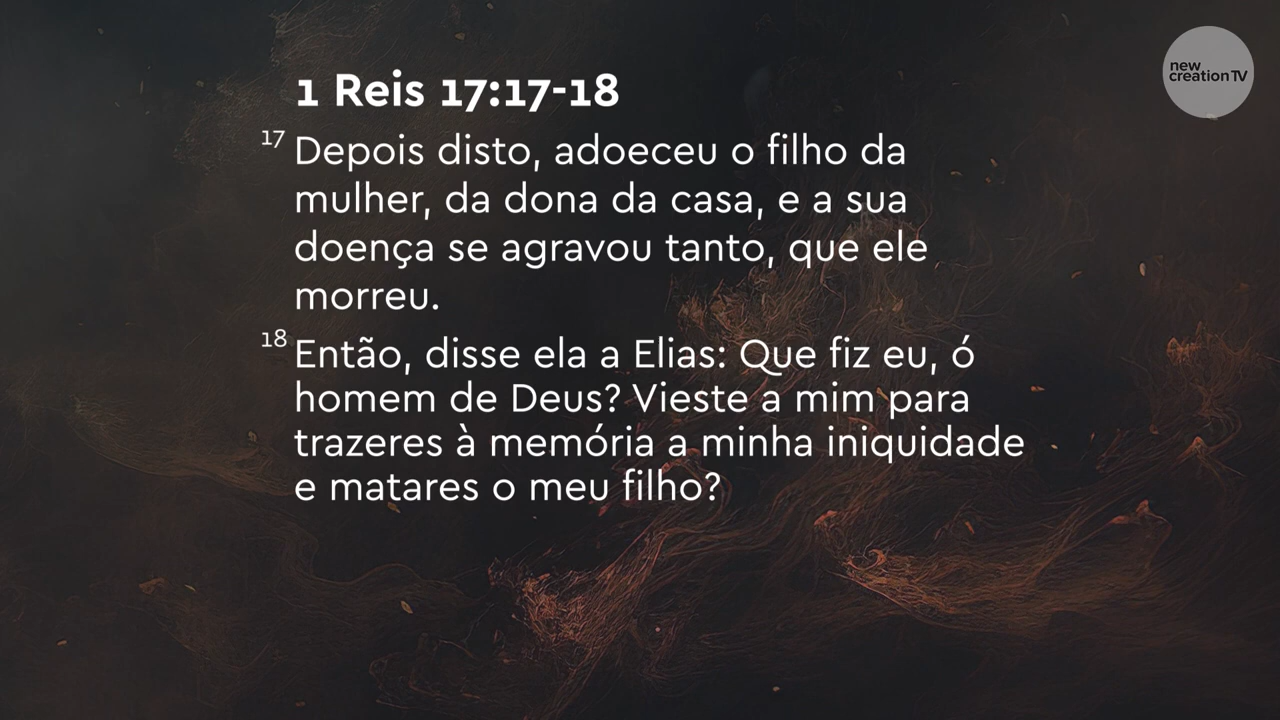 new
creation TV
1 Reis 17:17-18
17 Depois disto, adoeceu o filho da
mulher, da dona da casa, e a sua
doença se agravou tanto, que ele
morreu.
18 Então, disse ela a Elias: Que fiz eu, ó
homem de Deus? Vieste a mim para
trazeres à memória a minha iniquidade
e matares o meu filho?